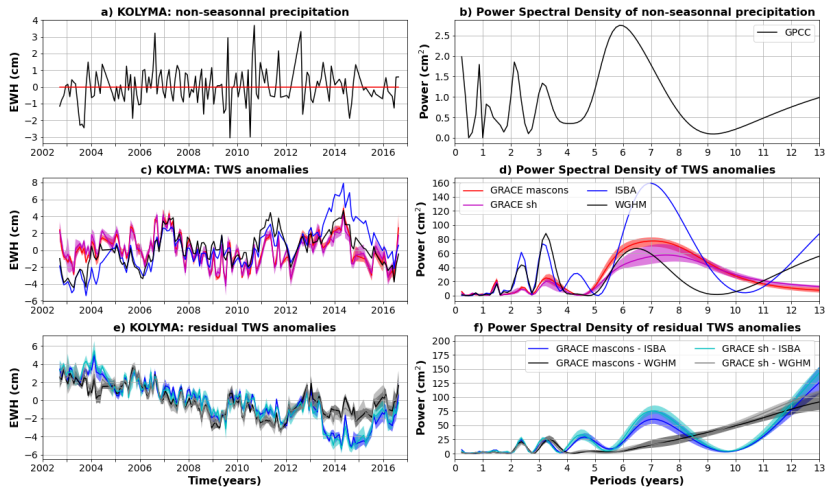 a) KOLYMA: non-seasonnal precipitation
EWH (cm)
4
3
2
1
0
−1
−2
−3
2002 2004 2006 2008 2010 2012 2014 2016
b) Power Spectral Density of non-seasonnal precipitation
Power (cm2)
2.5
2.0
1.5
1.0
0.5
0.0
GPCC
0 1 2 3 4 5 6 7 8 9 10 11 12 13
c) KOLYMA: TWS anomalies
EWH (cm)
8
6
4
2
0
−2
−4
−6
2002 2004 2006 2008 2010 2012 2014 2016
d) Power Spectral Density of TWS anomalies
Power (cm2)
160
140
120
100
80
60
40
20
0
GRACE mascons
GRACE sh
ISBA
WGHM
0 1 2 3 4 5 6 7 8 9 10 11 12 13
e) KOLYMA: residual TWS anomalies
EWH (cm)
6
4
2
0
−2
−4
−6
2002 2004 2006 2008 2010 2012 2014 2016
Time(years)
f) Power Spectral Density of residual TWS anomalies
Power (cm2)
200
175
150
125
100
75
50
25
0
GRACE mascons - ISBA
GRACE mascons - WGHM
GRACE sh - ISBA
GRACE sh - WGHM
0 1 2 3 4 5 6 7 8 9 10 11 12 13
Periods (years)